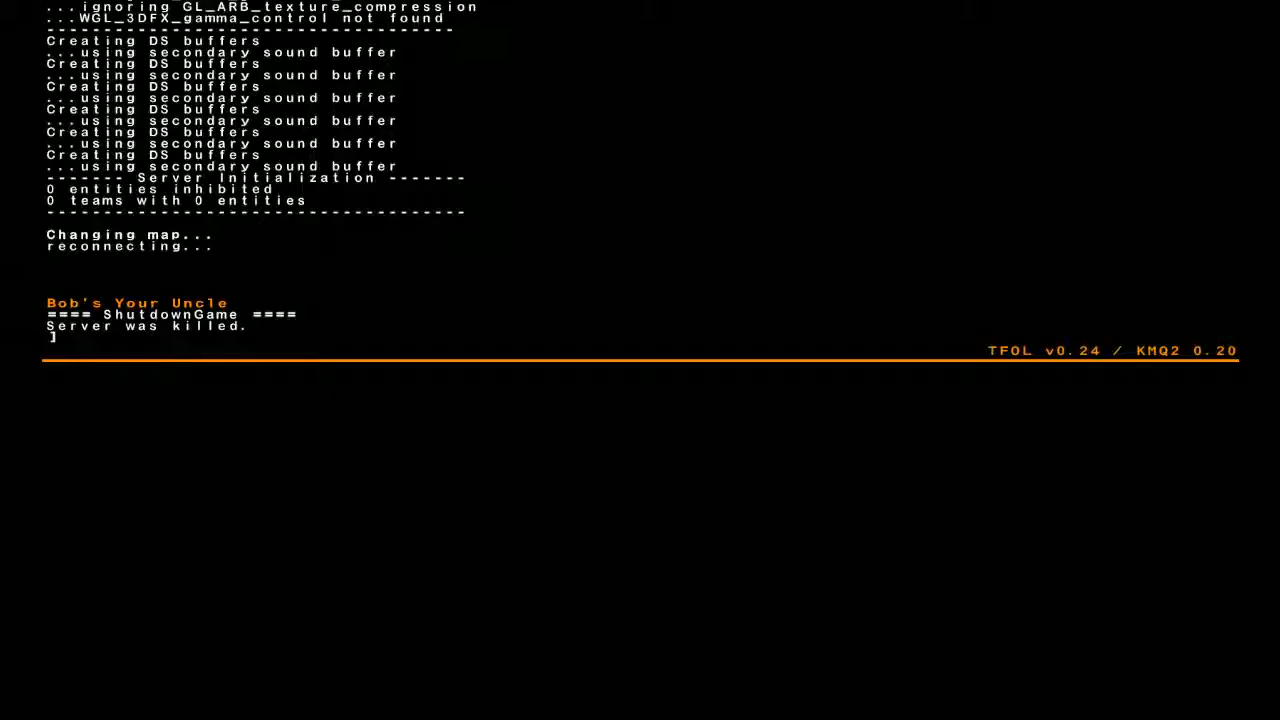 ...ignoring GL_ARB_texture_compression
...WGL_3DFX_gamma_control not found
------------------------------------
Creating DS buffers
...using secondary sound buffer
Creating DS buffers
...using secondary sound buffer
Creating DS buffers
...using secondary sound buffer
Creating DS buffers
...using secondary sound buffer
Creating DS buffers
...using secondary sound buffer
Creating DS buffers
...using secondary sound buffer
------- Server Initialization -------
0 entities inhibited
0 teams with 0 entities
-------------------------------------
Changing map...
reconnecting...
Bob's Your Uncle
==== ShutdownGame ====
Server was killed.
]
TFOL v0.24 / KMQ2 0.20